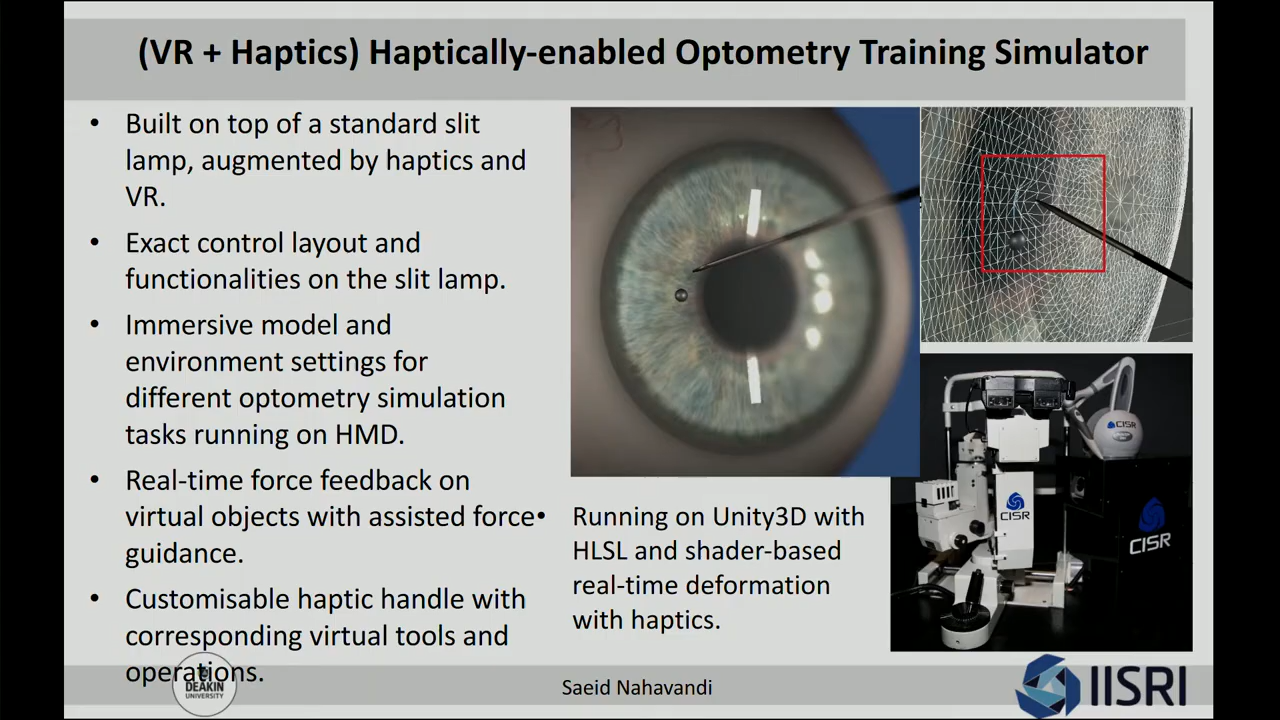 (VR + Haptics) Haptically-enabled Optometry Training Simulator
• Built on top of a standard slit
lamp, augmented by haptics and
VR.
• Exact control layout and
functionalities on the slit lamp.
• Immersive model and
environment settings for
different optometry simulation
tasks running on HMD.
• Real-time force feedback on
virtual objects with assisted force
guidance.
• Customisable haptic handle with
corresponding virtual tools and
operations.
• Running on Unity3D with
HLSL and shader-based
real-time deformation
with haptics.
CISR
CISR
CISR
DEAKIN
UNIVERSITY
Saeid Nahavandi
IISRI